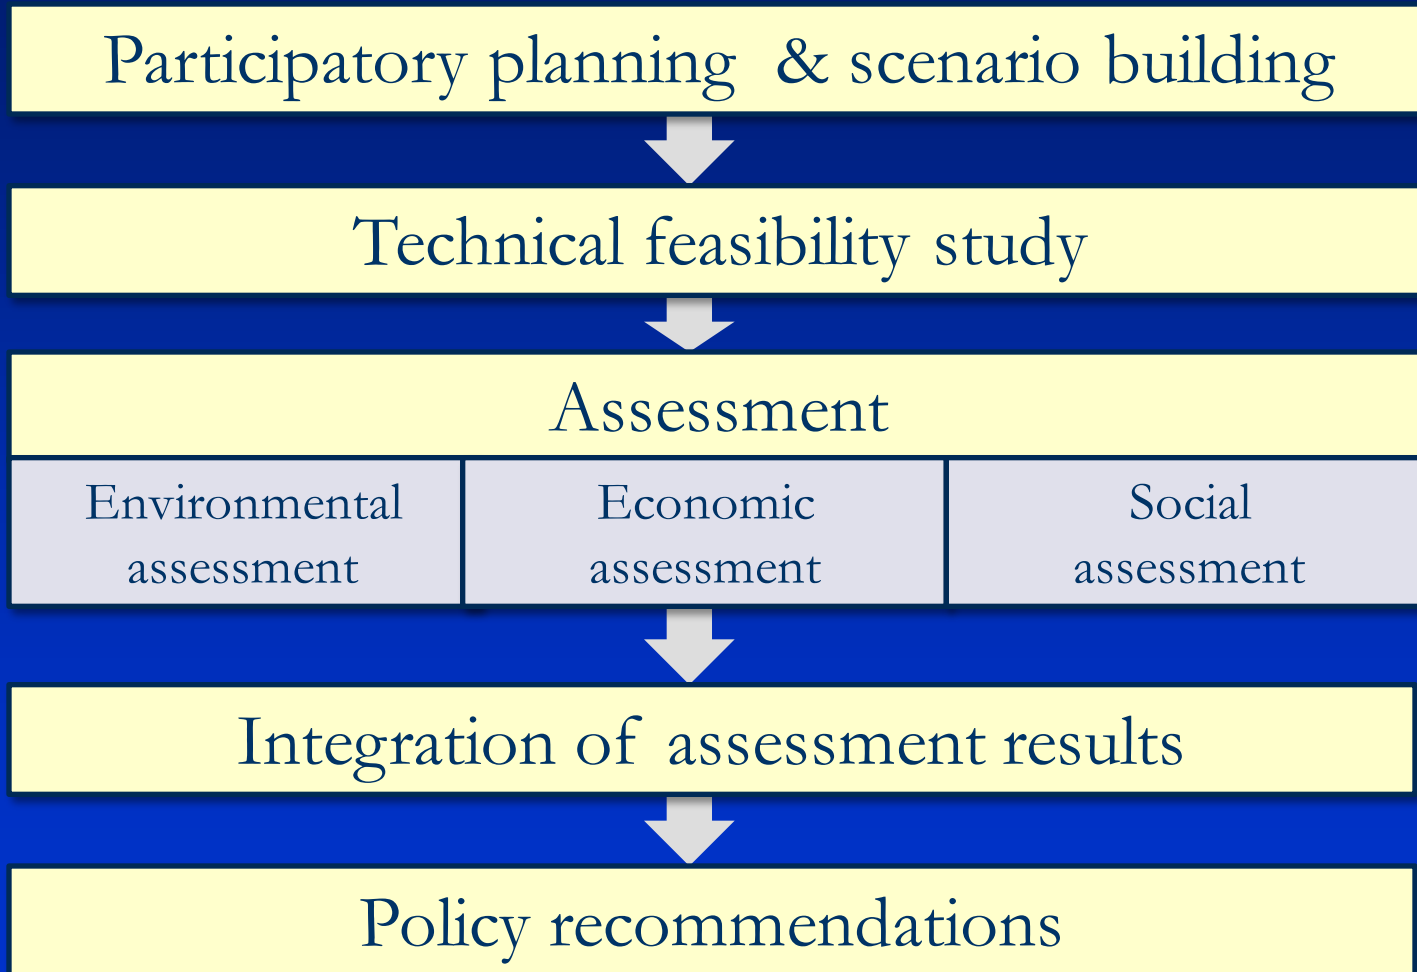 Participatory planning & scenario building
Technical feasibility study
Assessment
Environmental
assessment
Economic
assessment
Social
assessment
Integration of assessment results
Policy recommendations